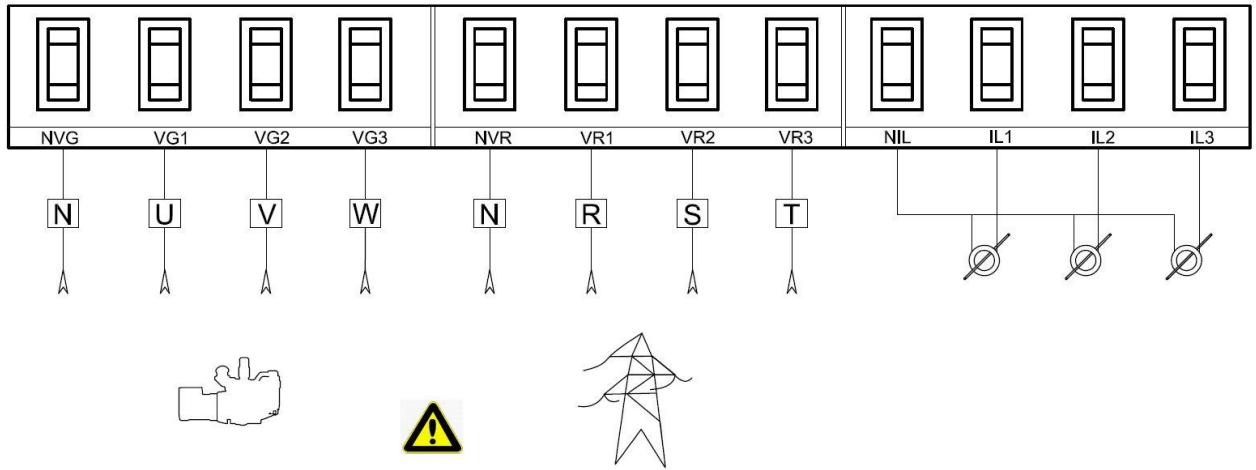 NVG VG1 VG2 VG3 NVR VR1 VR2 VR3 NIL IL1 IL2 IL3
N U V W N R S T
!